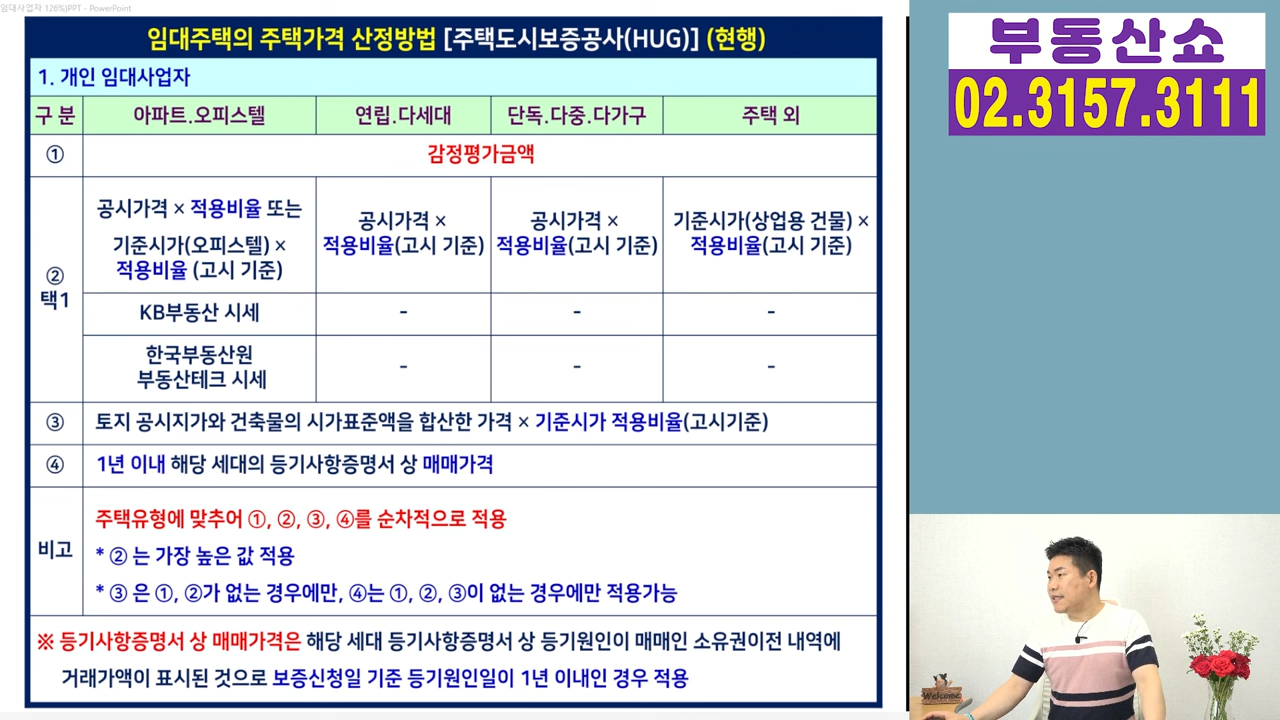 임대사업자 126%)PPT - PowerPoint
임대주택의 주택가격 산정방법 [주택도시보증공사(HUG)] (현행)
1. 개인 임대사업자
구 분 아파트.오피스텔 연립.다세대 단독.다중.다가구 주택 외
① 감정평가금액
② 택1
공시가격 × 적용비율 또는
기준시가(오피스텔) ×
적용비율 (고시 기준)
공시가격 ×
적용비율(고시 기준)
공시가격 ×
적용비율(고시 기준)
기준시가(상업용 건물) ×
적용비율(고시 기준)
KB부동산 시세 - - -
한국부동산원
부동산테크 시세
- - -
③ 토지 공시지가와 건축물의 시가표준액을 합산한 가격 × 기준시가 적용비율(고시기준)
④ 1년 이내 해당 세대의 등기사항증명서 상 매매가격
비고
주택유형에 맞추어 ①, ②, ③, ④를 순차적으로 적용
* ② 는 가장 높은 값 적용
* ③ 은 ①, ②가 없는 경우에만, ④는 ①, ②, ③이 없는 경우에만 적용가능
※ 등기사항증명서 상 매매가격은 해당 세대 등기사항증명서 상 등기원인이 매매인 소유권이전 내역에
거래가액이 표시된 것으로 보증신청일 기준 등기원인일이 1년 이내인 경우 적용
부동산쇼
02.3157.3111
Welcome